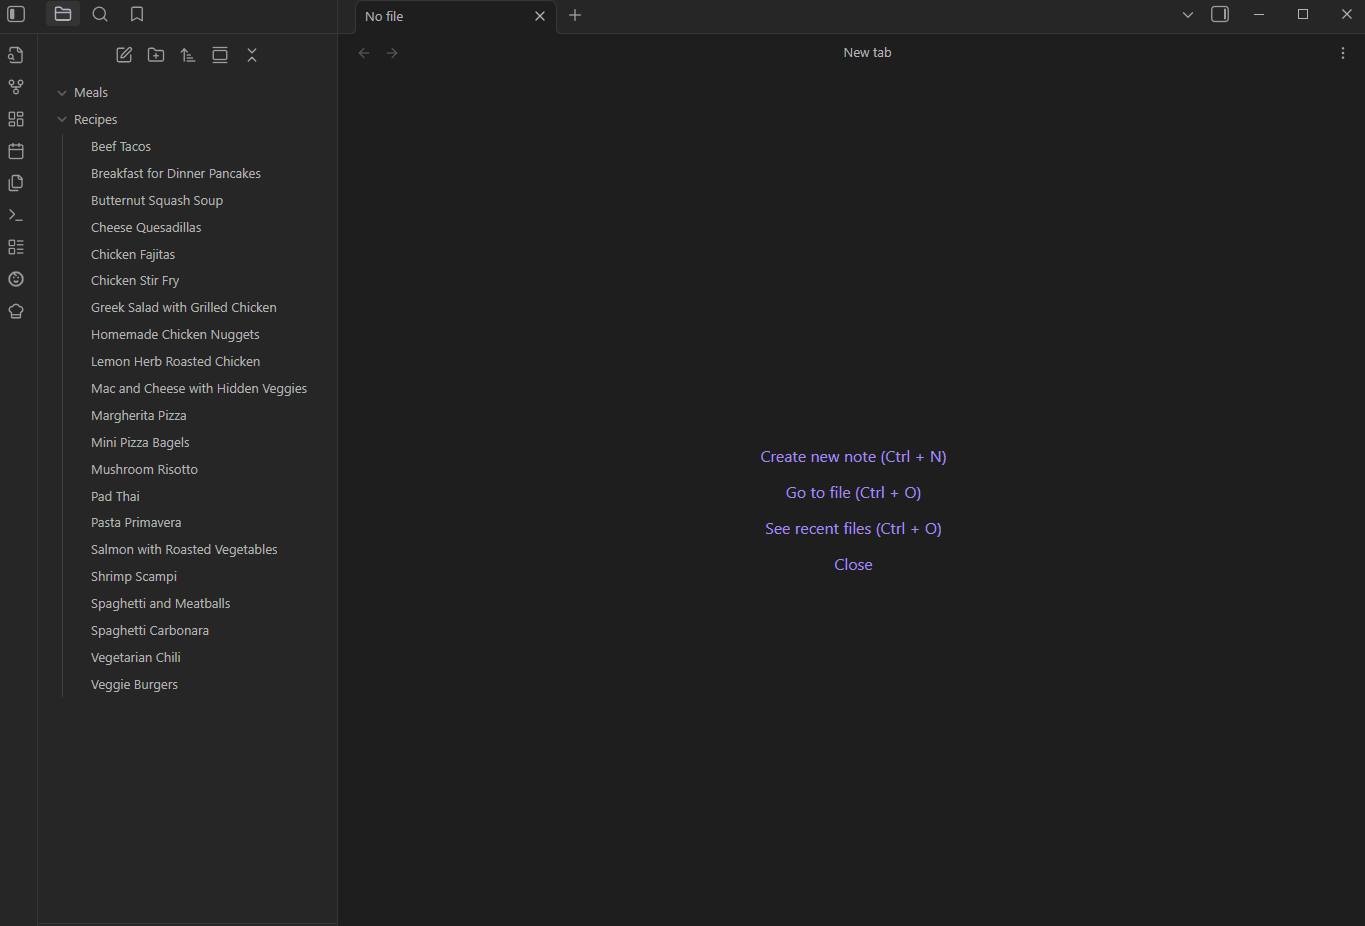 No file
New tab
Meals
Recipes
Beef Tacos
Breakfast for Dinner Pancakes
Butternut Squash Soup
Cheese Quesadillas
Chicken Fajitas
Chicken Stir Fry
Greek Salad with Grilled Chicken
Homemade Chicken Nuggets
Lemon Herb Roasted Chicken
Mac and Cheese with Hidden Veggies
Margherita Pizza
Mini Pizza Bagels
Mushroom Risotto
Pad Thai
Pasta Primavera
Salmon with Roasted Vegetables
Shrimp Scampi
Spaghetti and Meatballs
Spaghetti Carbonara
Vegetarian Chili
Veggie Burgers
Create new note (Ctrl + N)
Go to file (Ctrl + O)
See recent files (Ctrl + O)
Close